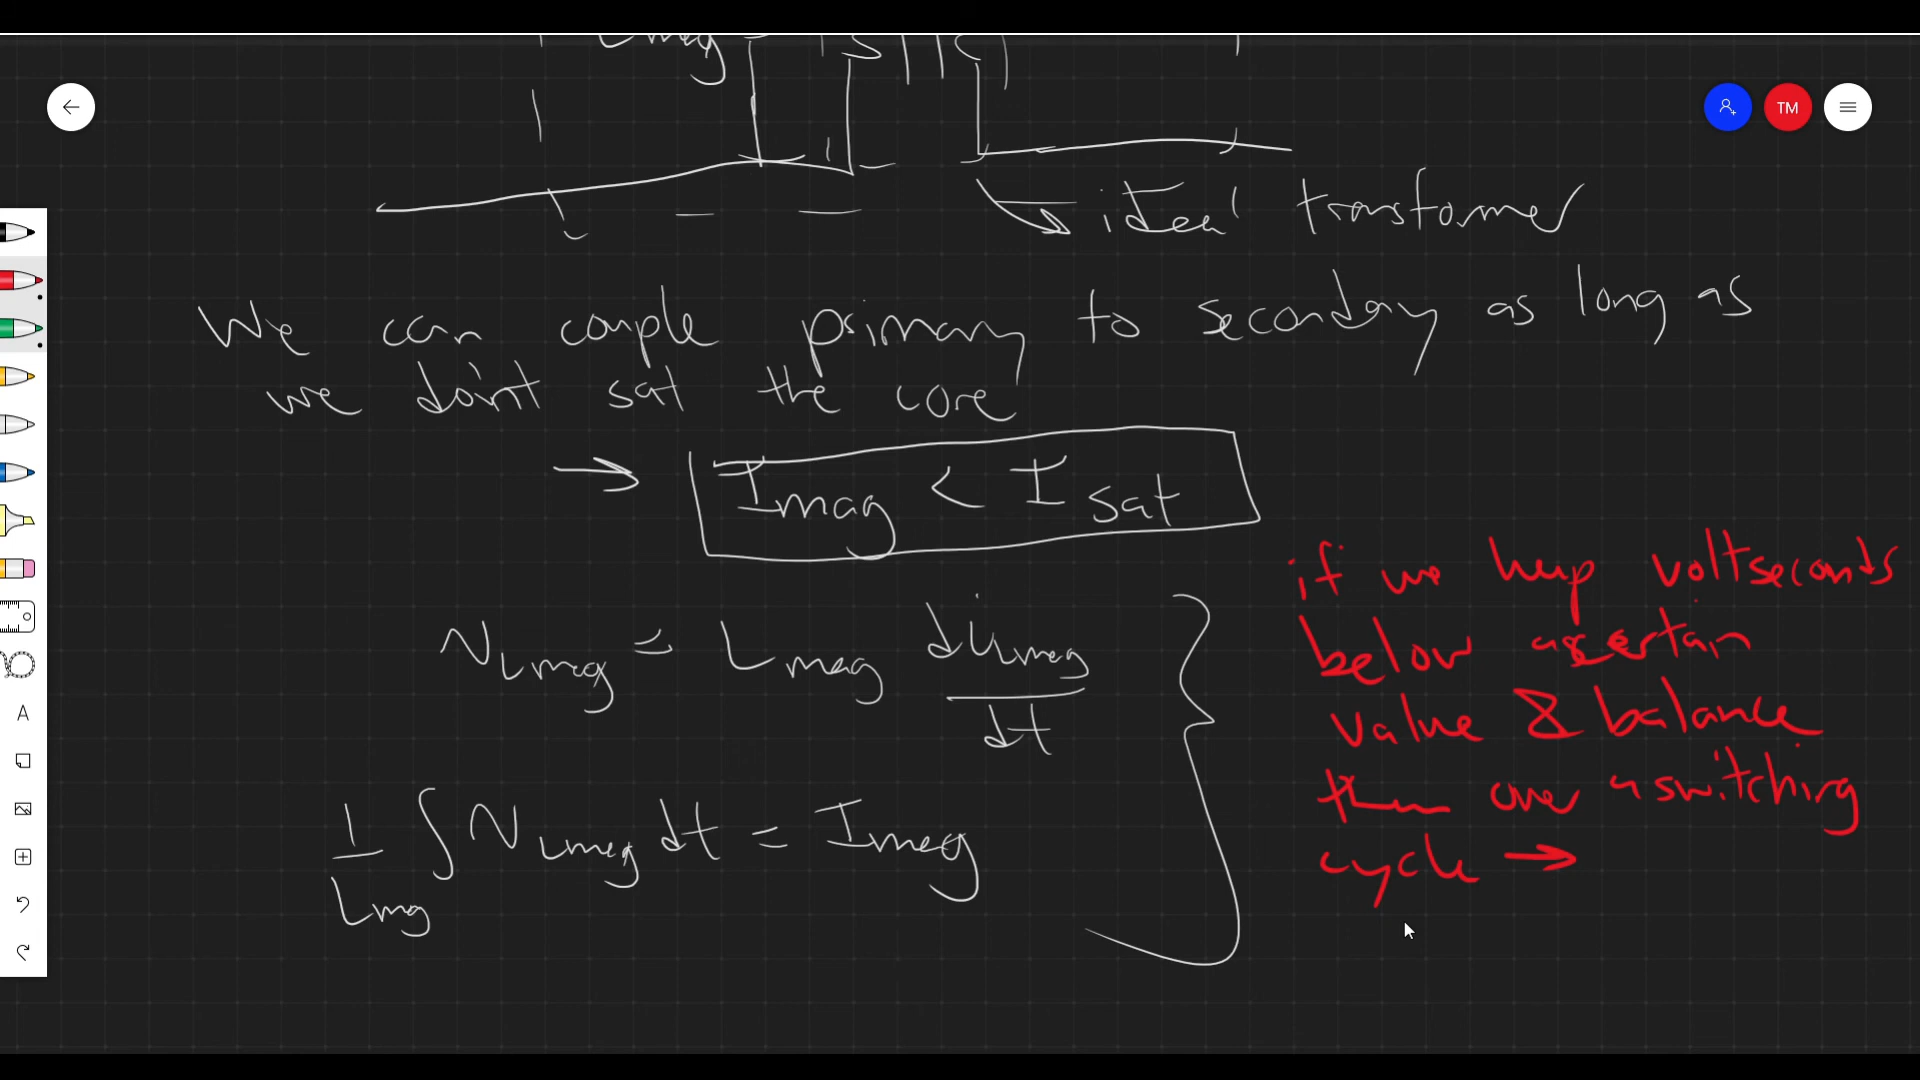 Lmag
TM
ideal transformer
We can couple primary to secondary as long as
we don't sat the core
→ Imag < Isat
if we keep voltseconds
below a certain
value & balance
them over a switching
cycle →
VLmag = Lmag diLmag/dt
1/Lmag ∫ VLmag dt = Imag
A